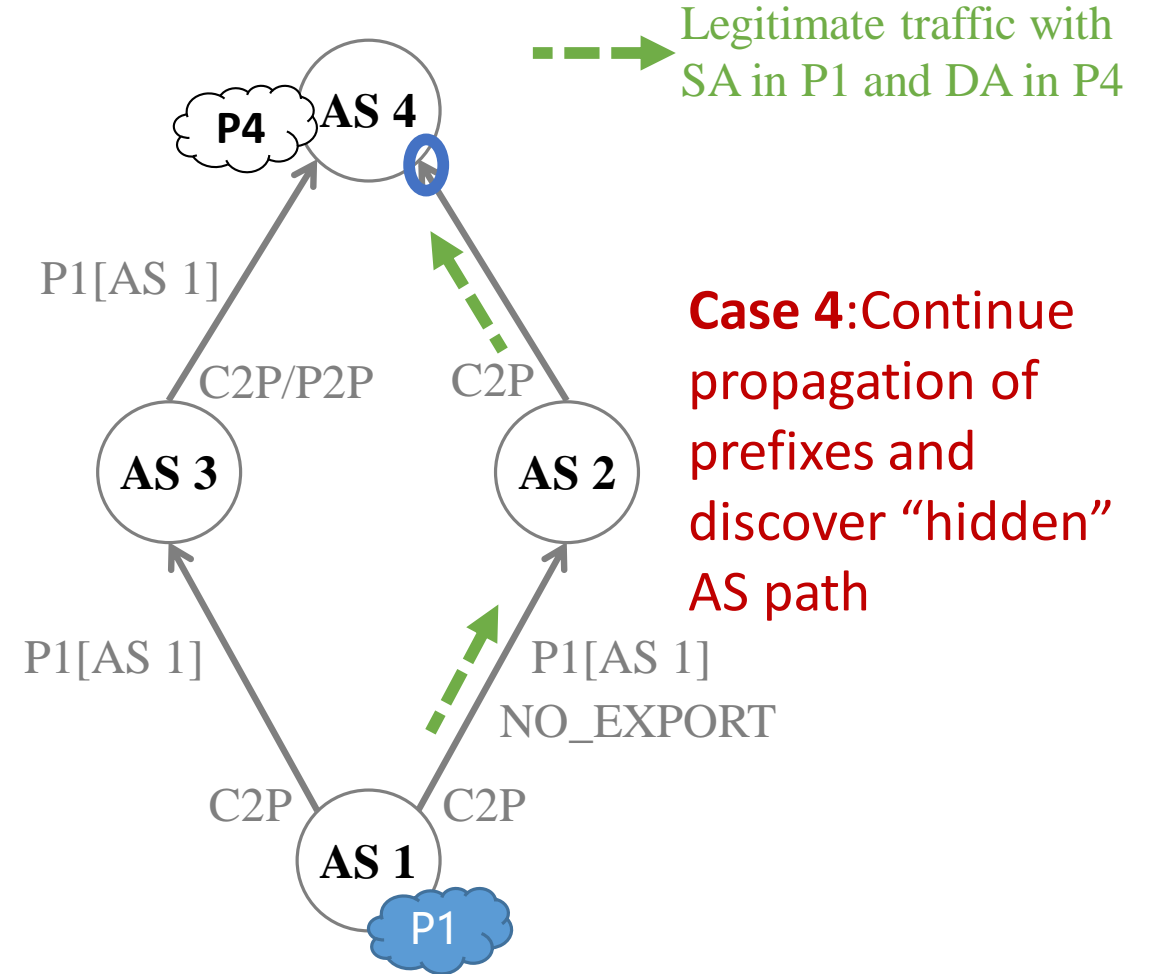 Legitimate traffic with
SA in P1 and DA in P4
AS 4
P4
P1[AS 1]
C2P/P2P
C2P
Case 4:Continue
propagation of
prefixes and
discover “hidden”
AS path
AS 3
AS 2
P1[AS 1]
P1[AS 1]
NO_EXPORT
C2P
C2P
AS 1
P1